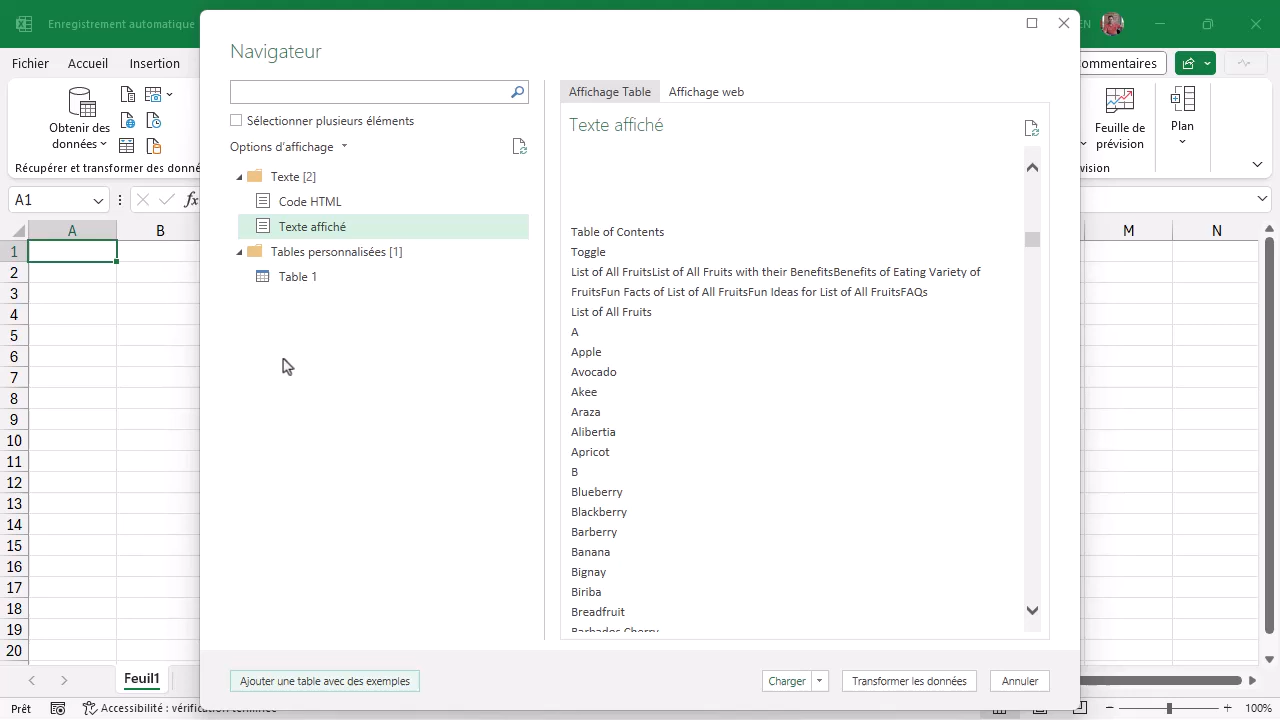 Enregistrement automatique
EN
Navigateur
Fichier
Accueil
Insertion
ommentaires
Obtenir des
données
Récupérer et transformer des donné
Feuille de
prévision
Plan
vision
Sélectionner plusieurs éléments
Options d'affichage
Texte [2]
Code HTML
Texte affiché
Tables personnalisées [1]
Table 1
Affichage Table
Affichage web
Texte affiché
Table of Contents
Toggle
List of All FruitsList of All Fruits with their BenefitsBenefits of Eating Variety of
FruitsFun Facts of List of All FruitsFun Ideas for List of All FruitsFAQs
List of All Fruits
A
Apple
Avocado
Akee
Araza
Alibertia
Apricot
B
Blueberry
Blackberry
Barberry
Banana
Bignay
Biriba
Breadfruit
Barbados Cherry
A1
fx
A
B
M
N
1
2
3
4
5
6
7
8
9
10
11
12
13
14
15
16
17
18
19
20
Ajouter une table avec des exemples
Charger
Transformer les données
Annuler
Feuil1
Prêt
Accessibilité : vérification terminée
100%